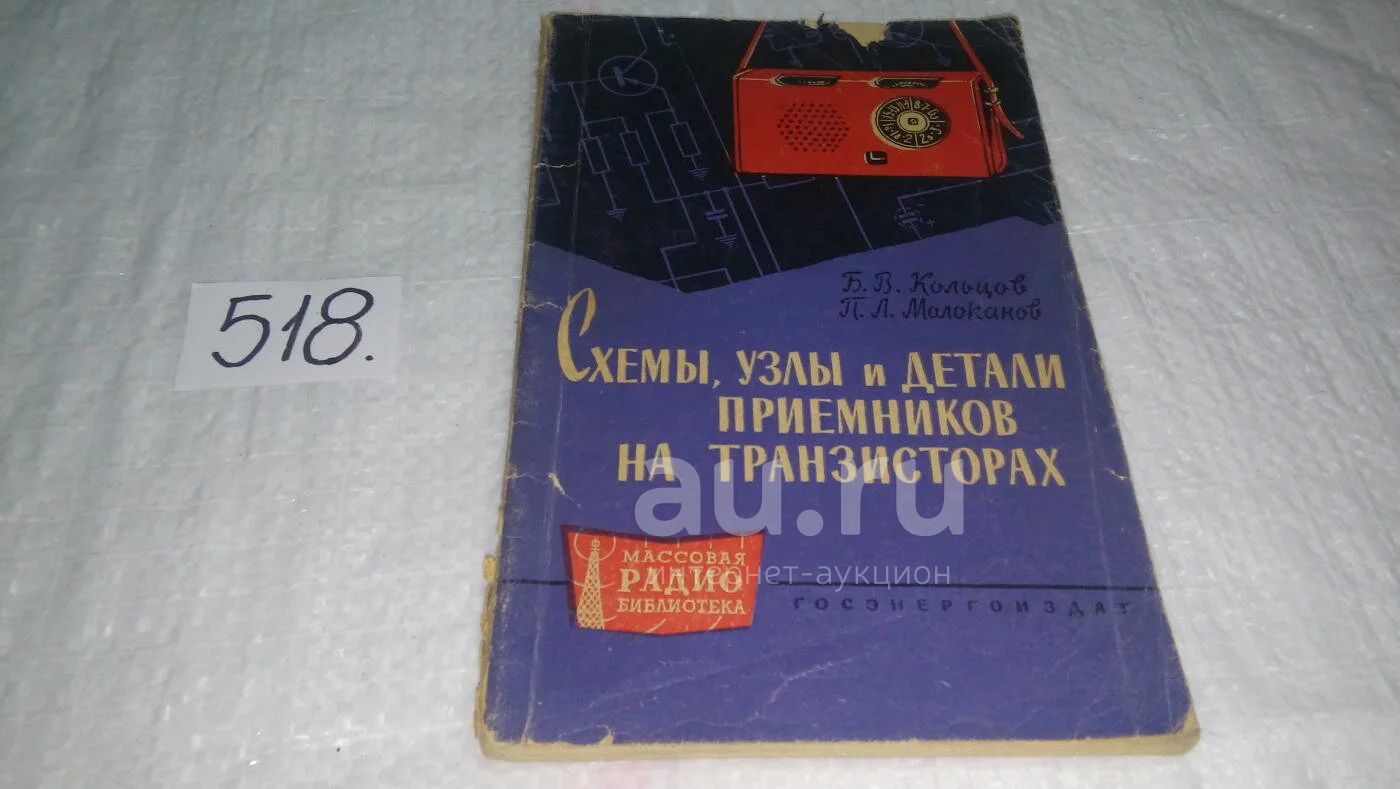 518.
Б. В. Кольцов
П. Л. Молоканов
Схемы, узлы и детали
приемников
на транзисторах
au.ru
интернет-аукцион
МАССОВАЯ
РАДИО
БИБЛИОТЕКА
ГОСЭНЕРГОИЗДАТ